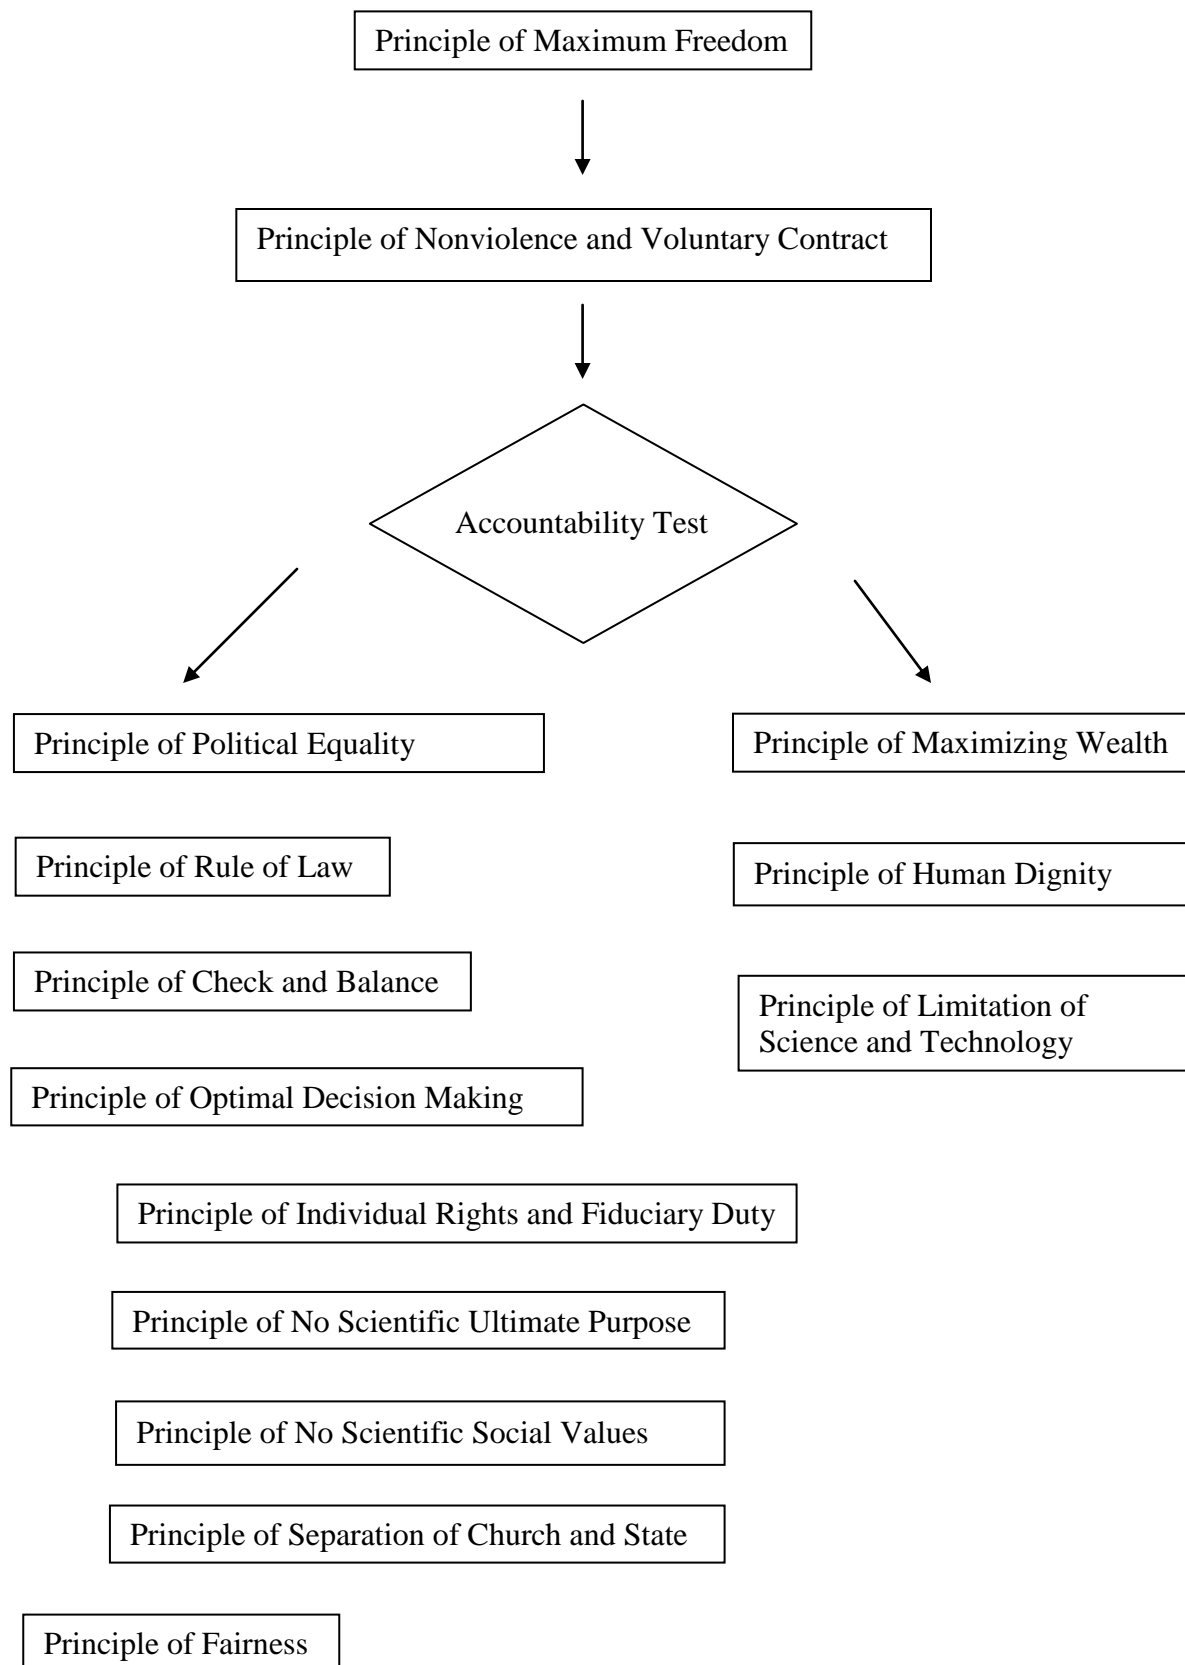 Principle of Maximum Freedom
Principle of Nonviolence and Voluntary Contract
Accountability Test
Principle of Political Equality
Principle of Maximizing Wealth
Principle of Rule of Law
Principle of Human Dignity
Principle of Check and Balance
Principle of Limitation of
Science and Technology
Principle of Optimal Decision Making
Principle of Individual Rights and Fiduciary Duty
Principle of No Scientific Ultimate Purpose
Principle of No Scientific Social Values
Principle of Separation of Church and State
Principle of Fairness